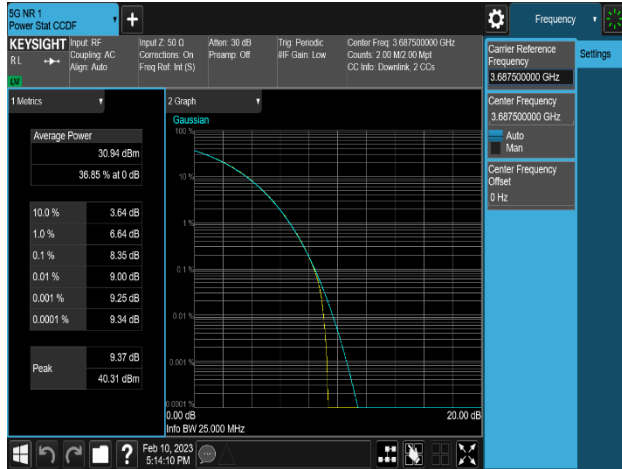 5G NR 1
Power Stat CCDF
Frequency
KEYSIGHT
Input: RF
R L
Coupling: AC
Align: Auto
LW
Input Z: 50 Ω
Corrections: On
Freq Ref: Int (S)
Atten: 30 dB
Preamp: Off
Trig: Periodic
#IF Gain: Low
Center Freq: 3.687500000 GHz
Counts: 2.00 M/2.00 Mpt
CC Info: Downlink, 2 CCs
1 Metrics
Average Power
30.94 dBm
36.85 % at 0 dB
10.0 % 3.64 dB
1.0 % 6.64 dB
0.1 % 8.35 dB
0.01 % 9.00 dB
0.001 % 9.25 dB
0.0001 % 9.34 dB
Peak
9.37 dB
40.31 dBm
2 Graph
Gaussian
100 %
10 %
1 %
0.1 %
0.01 %
0.001 %
0.0001 %
0.00 dB
20.00 dB
Info BW 25.000 MHz
Carrier Reference
Frequency
3.687500000 GHz
Center Frequency
3.687500000 GHz
Auto
Man
Center Frequency
Offset
0 Hz
Settings
?
Feb 10, 2023
5:14:10 PM